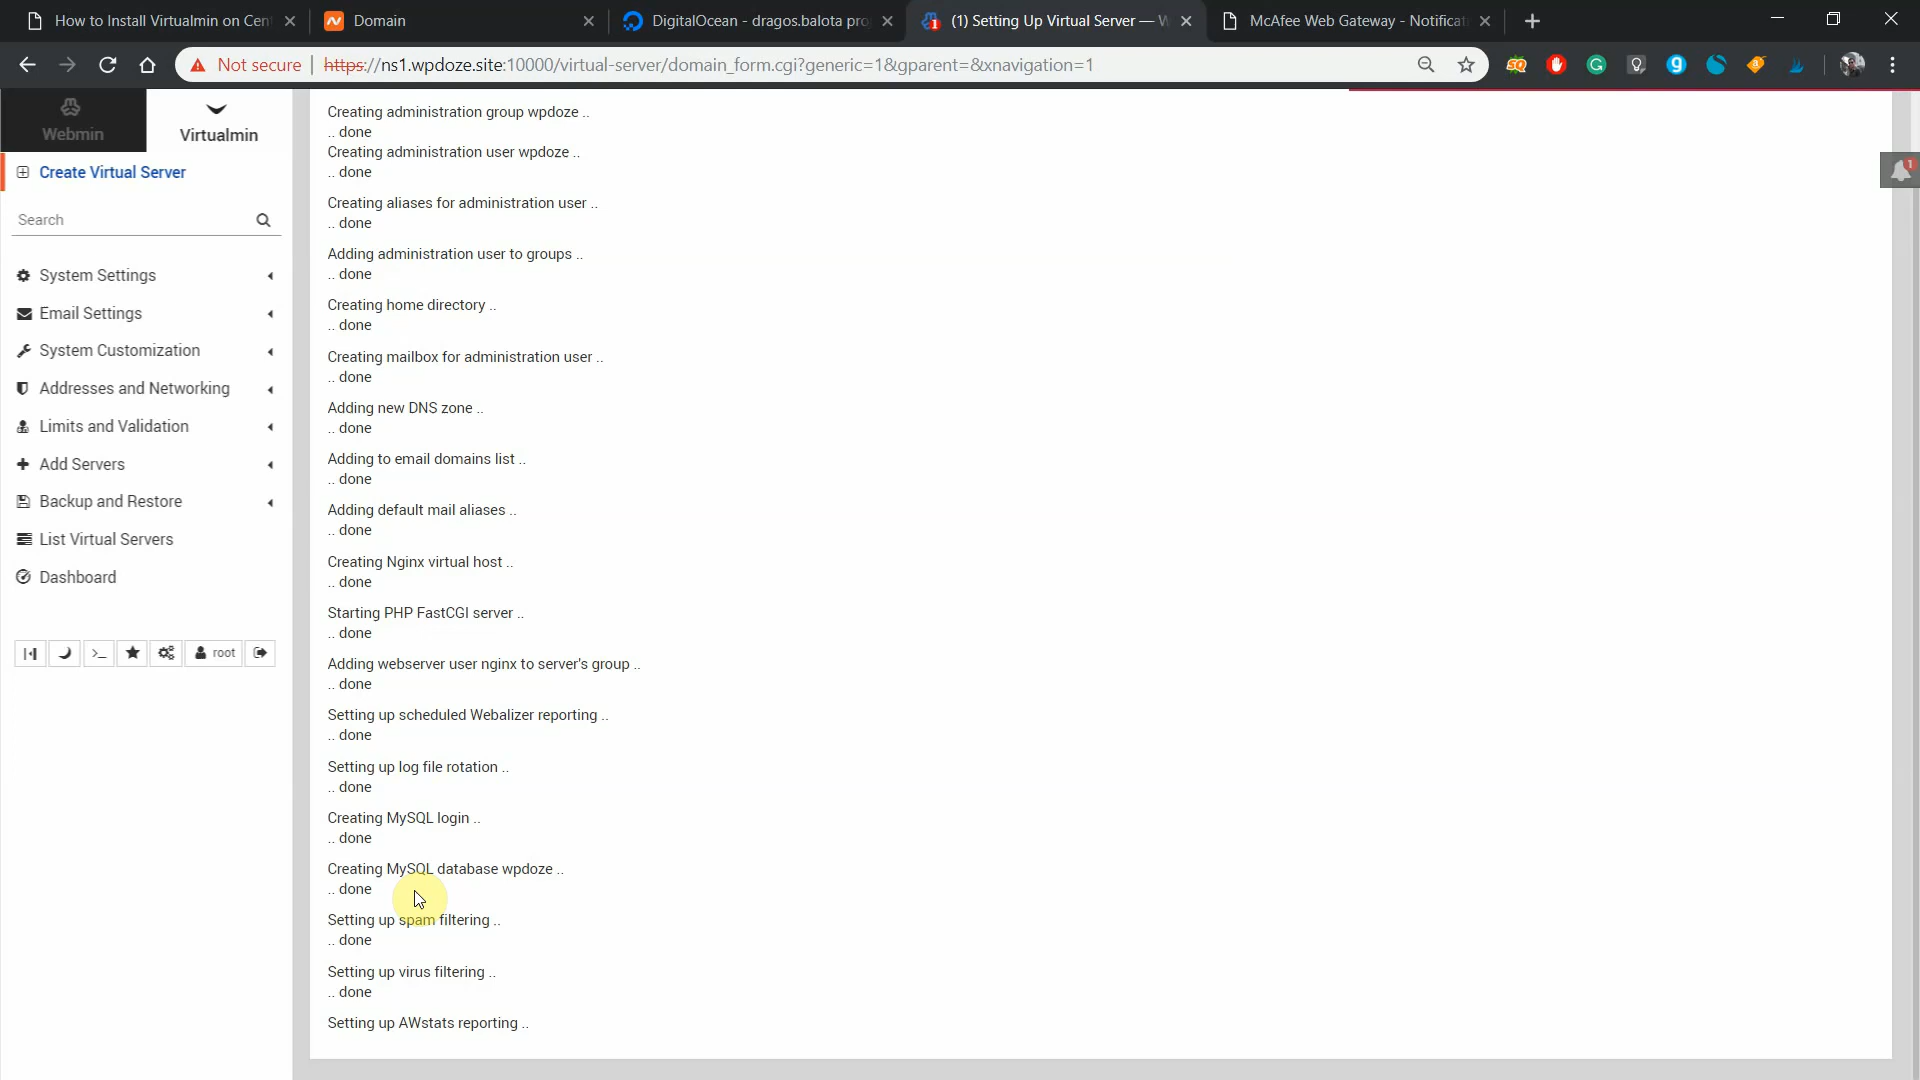 How to Install Virtualmin on Cen
Domain
DigitalOcean - dragos.balota pro
(1) Setting Up Virtual Server — W
McAfee Web Gateway - Notificat
Not secure | https://ns1.wpdoze.site:10000/virtual-server/domain_form.cgi?generic=1&gparent=&xnavigation=1
Webmin
Virtualmin
Create Virtual Server
Search
System Settings
Email Settings
System Customization
Addresses and Networking
Limits and Validation
Add Servers
Backup and Restore
List Virtual Servers
Dashboard
root
Creating administration group wpdoze ..
.. done
Creating administration user wpdoze ..
.. done
Creating aliases for administration user ..
.. done
Adding administration user to groups ..
.. done
Creating home directory ..
.. done
Creating mailbox for administration user ..
.. done
Adding new DNS zone ..
.. done
Adding to email domains list ..
.. done
Adding default mail aliases ..
.. done
Creating Nginx virtual host ..
.. done
Starting PHP FastCGI server ..
.. done
Adding webserver user nginx to server's group ..
.. done
Setting up scheduled Webalizer reporting ..
.. done
Setting up log file rotation ..
.. done
Creating MySQL login ..
.. done
Creating MySQL database wpdoze ..
.. done
Setting up spam filtering ..
.. done
Setting up virus filtering ..
.. done
Setting up AWstats reporting ..
1